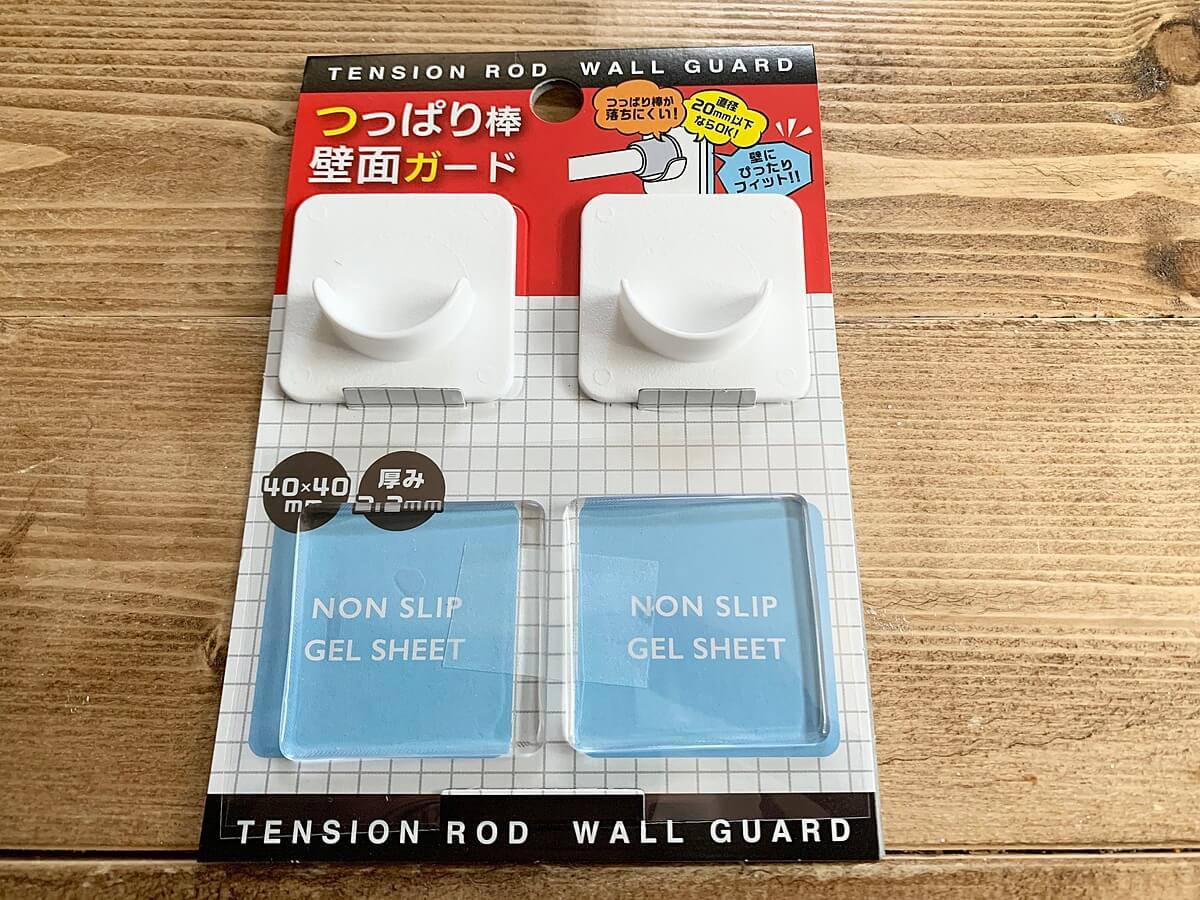 TENSION ROD WALL GUARD
つっぱり棒
壁面ガード
つっぱり棒が
落ちにくい!
直径
20mm以下
ならOK!
壁に
ぴったり
フィット!!
40×40
mm
厚み
3.2mm
NON SLIP
GEL SHEET
NON SLIP
GEL SHEET
TENSION ROD WALL GUARD